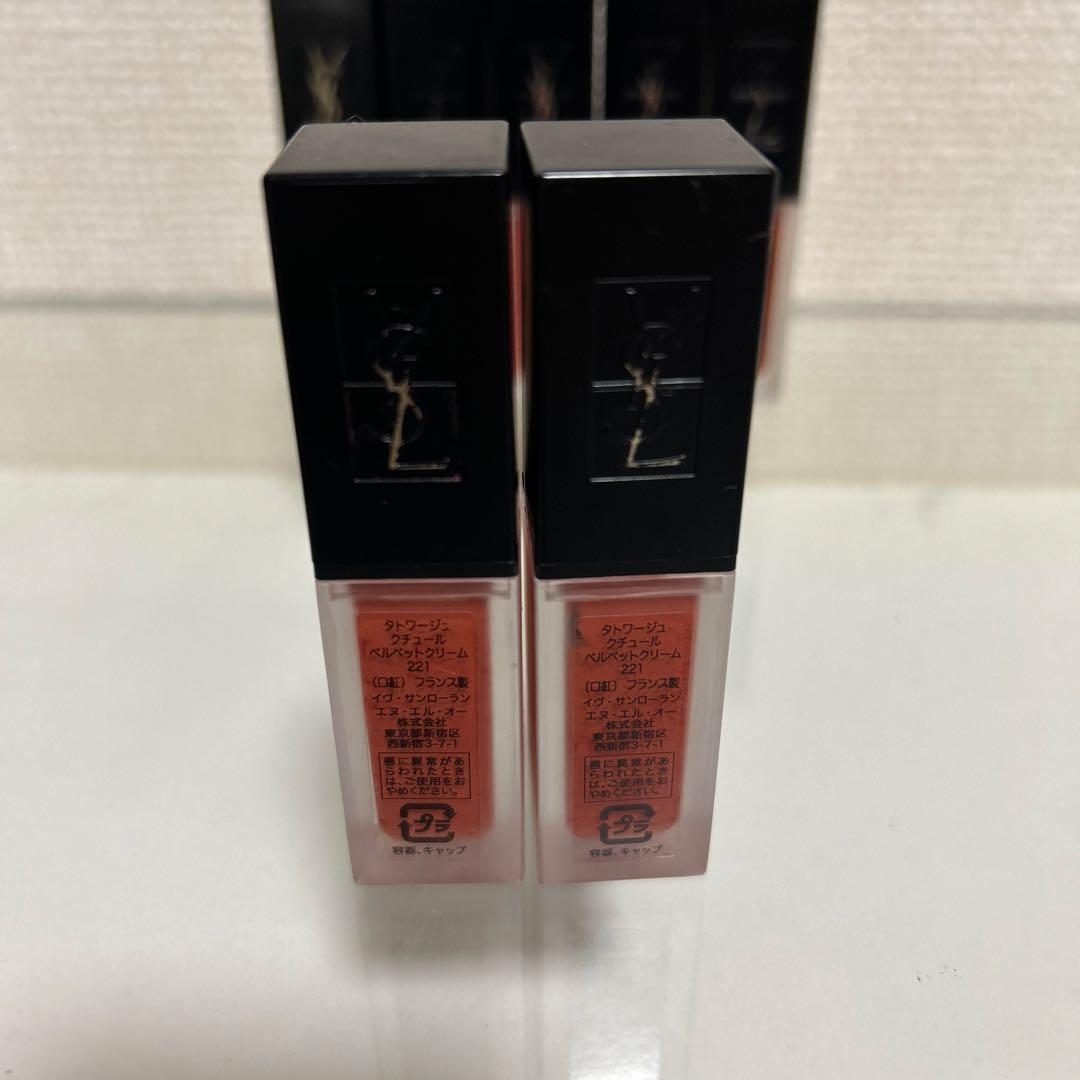 YSL
タトワージュ
クチュール
ベルベットクリーム
221
(口紅) フランス製
イヴ・サンローラン
エヌ・エル・オー
株式会社
東京都新宿区
西新宿3-7-1
唇に異常があ
らわれたとき
は、ご使用をお
やめください。
プラ
容器、キャップ
YSL
タトワージュ
クチュール
ベルベットクリーム
221
(口紅) フランス製
イヴ・サンローラン
エヌ・エル・オー
株式会社
東京都新宿区
西新宿3-7-1
唇に異常があ
らわれたとき
は、ご使用をお
やめください。
プラ
容器、キャップ